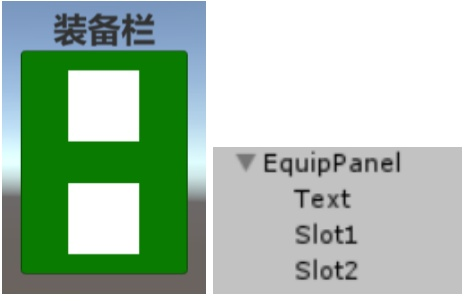 装备栏
EquipPanel
Text
Slot1
Slot2